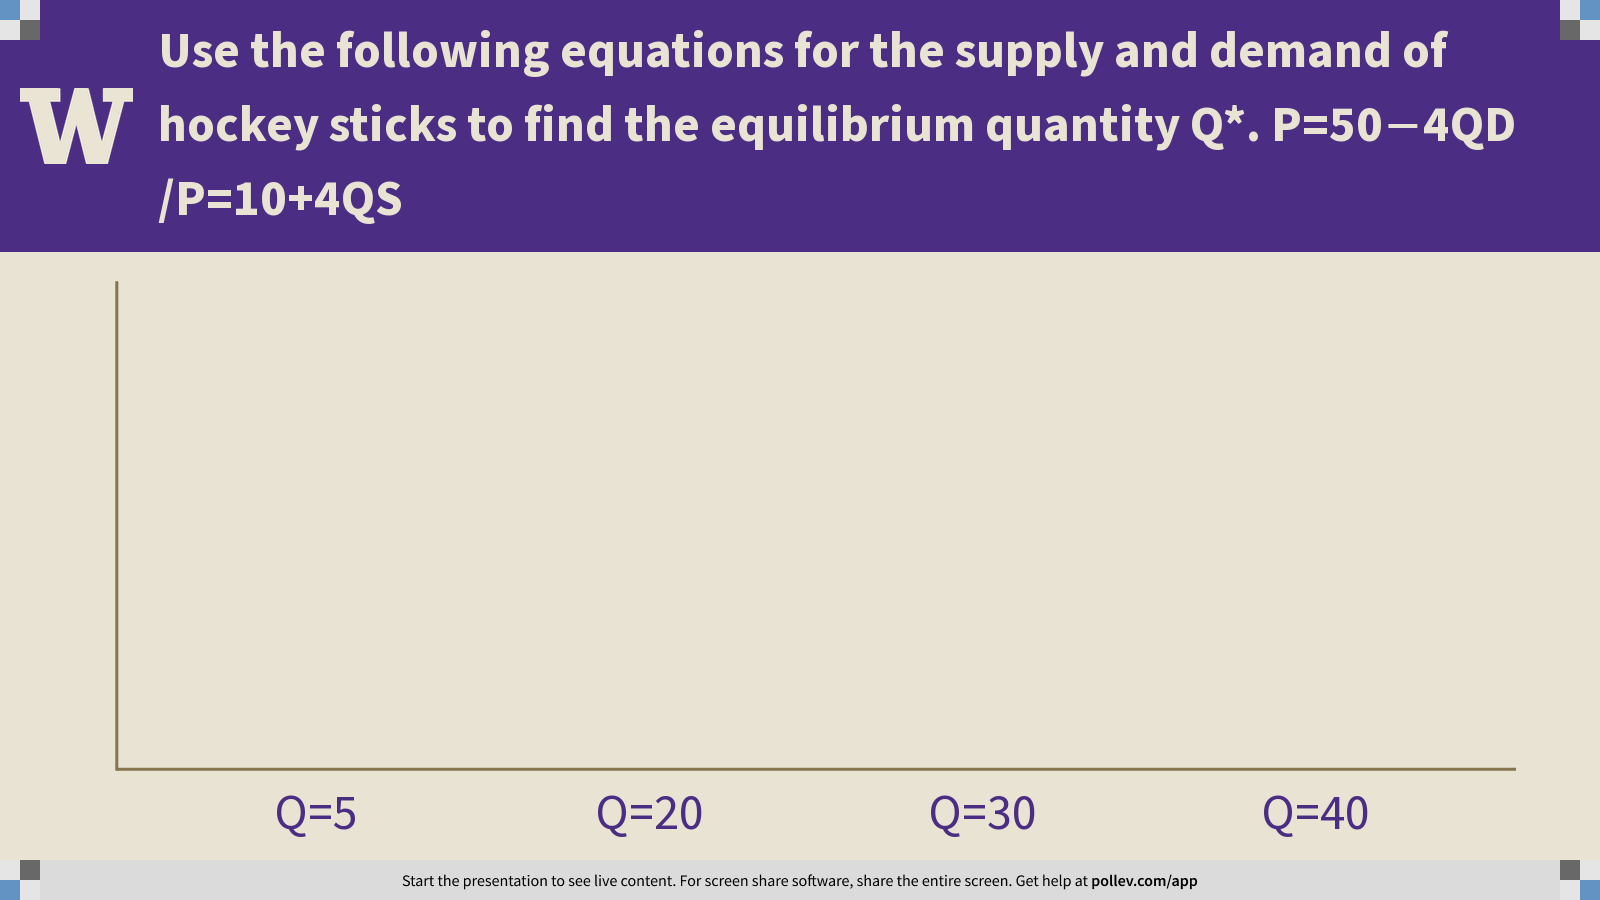 Use the following equations for the supply and demand of
W
hockey sticks to find the equilibrium quantity Q*. P=50−4QD
/P=10+4QS
Q=5 Q=20 Q=30 Q=40
Start the presentation to see live content. For screen share software, share the entire screen. Get help at pollev.com/app